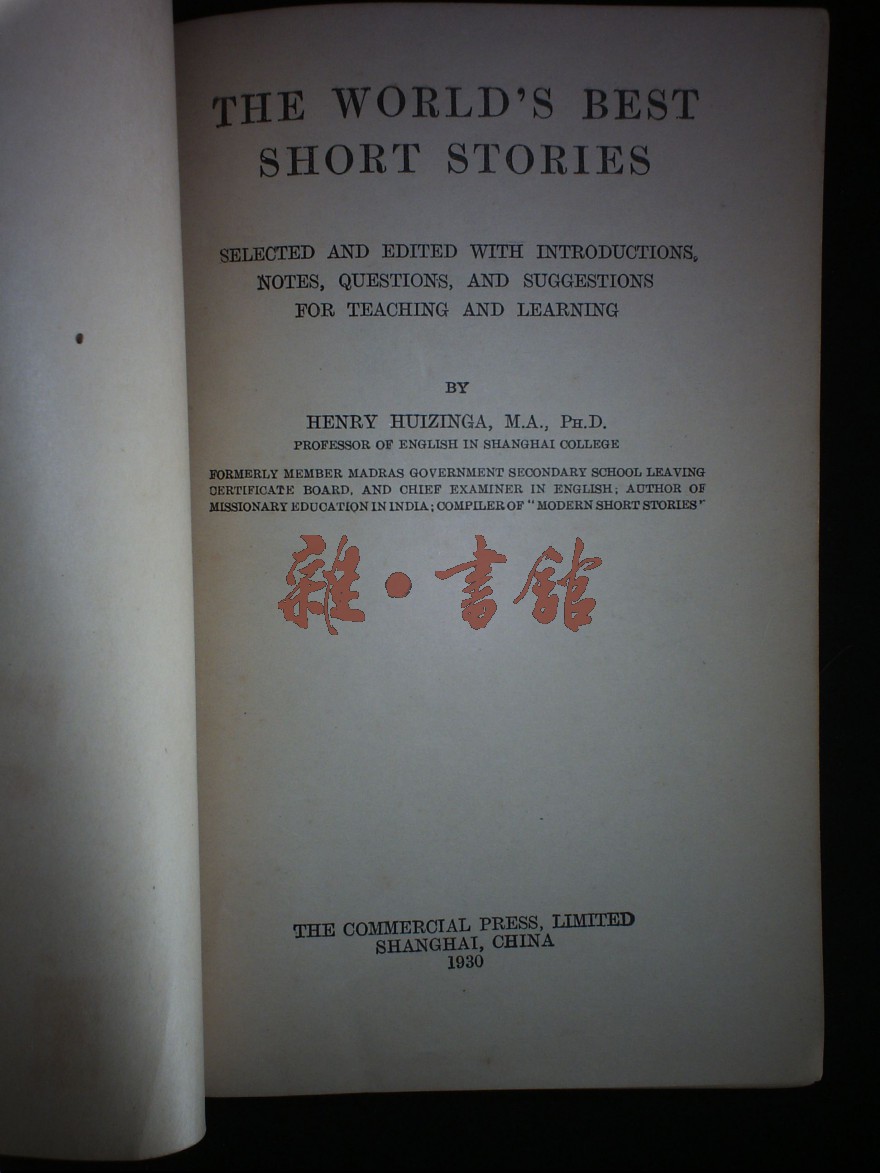 THE WORLD'S BEST
SHORT STORIES
SELECTED AND EDITED WITH INTRODUCTIONS,
NOTES, QUESTIONS, AND SUGGESTIONS
FOR TEACHING AND LEARNING
BY
HENRY HUIZINGA, M.A., PH.D.
PROFESSOR OF ENGLISH IN SHANGHAI COLLEGE
FORMERLY MEMBER MADRAS GOVERNMENT SECONDARY SCHOOL LEAVING
CERTIFICATE BOARD, AND CHIEF EXAMINER IN ENGLISH; AUTHOR OF
MISSIONARY EDUCATION IN INDIA; COMPILER OF "MODERN SHORT STORIES"
雜·書館
THE COMMERCIAL PRESS, LIMITED
SHANGHAI, CHINA
1930